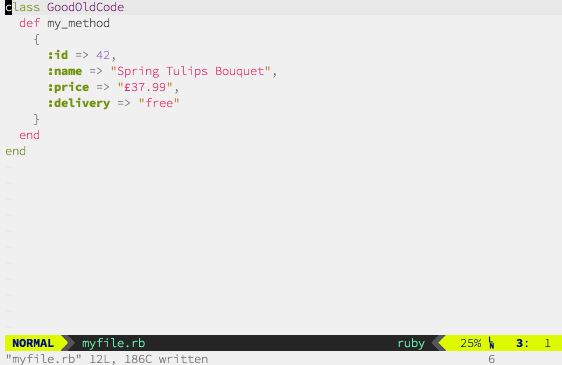 class GoodOldCode
  def my_method
    {
      :id => 42,
      :name => "Spring Tulips Bouquet",
      :price => "£37.99",
      :delivery => "free"
    }
  end
end
~
~
~
~
~
~
~
~
~
~
~
NORMAL myfile.rb ruby 25% ␤ 3: 1
"myfile.rb" 12L, 186C written 6